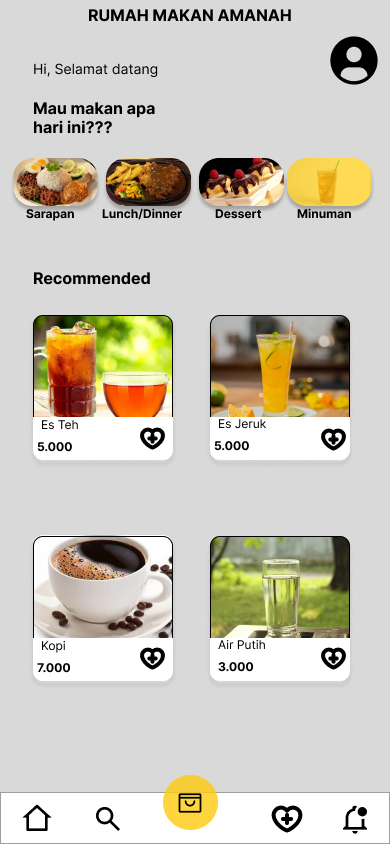 RUMAH MAKAN AMANAH
Hi, Selamat datang
Mau makan apa
hari ini???
Sarapan
Lunch/Dinner
Dessert
Minuman
Recommended
Es Teh
5.000
Es Jeruk
5.000
Kopi
7.000
Air Putih
3.000